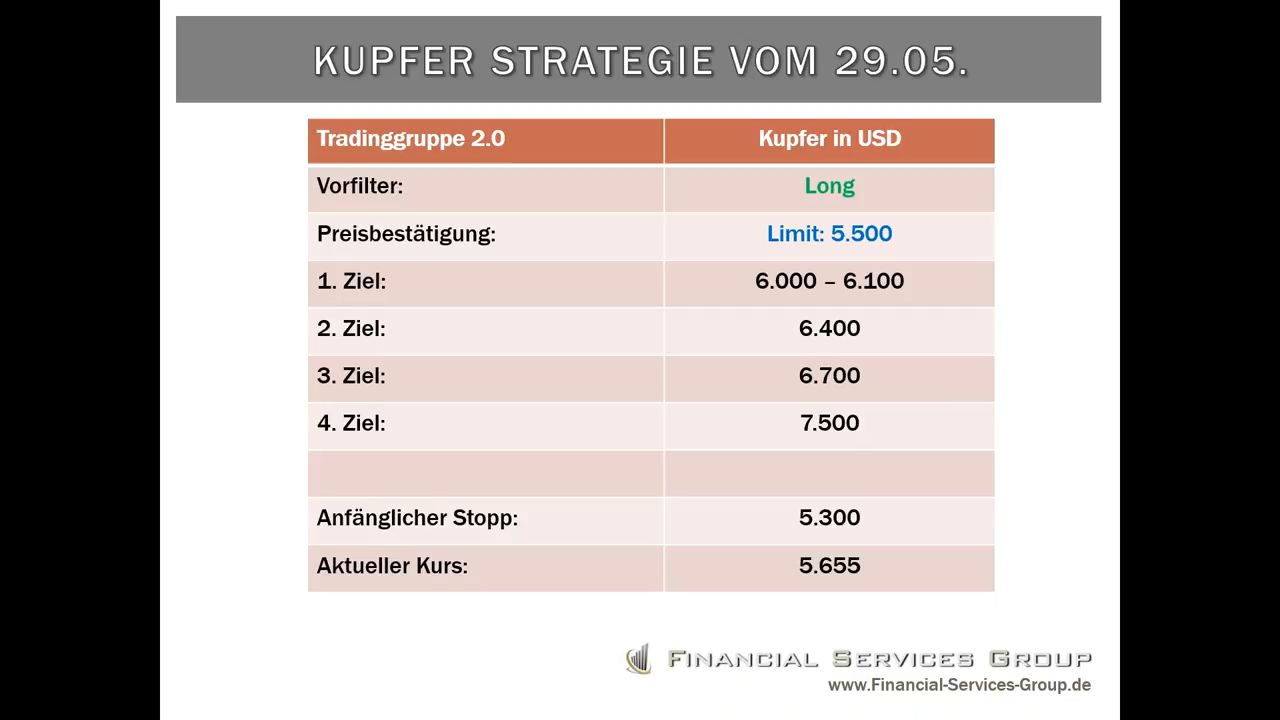 KUPFER STRATEGIE VOM 29.05.
Tradinggruppe 2.0 Kupfer in USD
Vorfilter: Long
Preisbestätigung: Limit: 5.500
1. Ziel: 6.000 – 6.100
2. Ziel: 6.400
3. Ziel: 6.700
4. Ziel: 7.500
Anfänglicher Stopp: 5.300
Aktueller Kurs: 5.655
FINANCIAL SERVICES GROUP
www.Financial-Services-Group.de